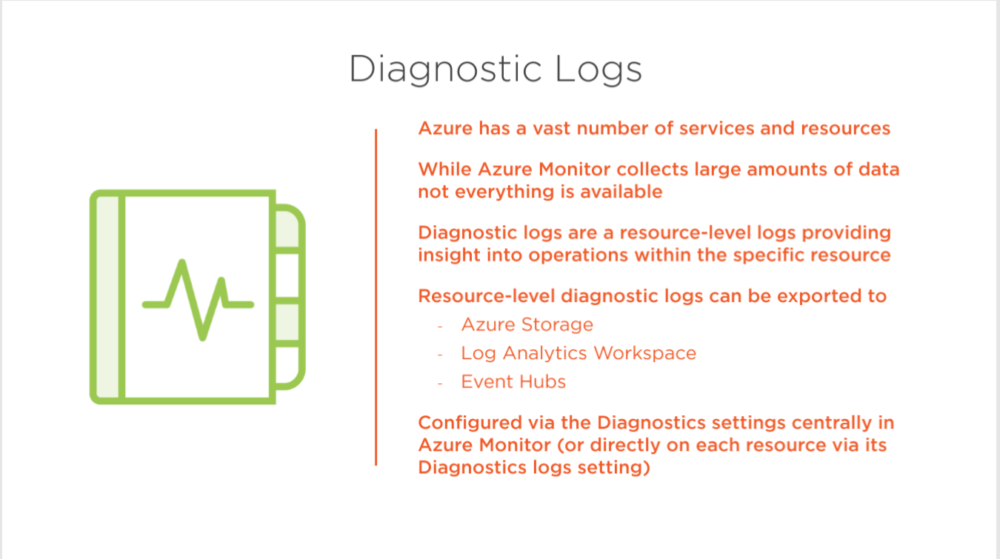 Diagnostic Logs
Azure has a vast number of services and resources
While Azure Monitor collects large amounts of data
not everything is available
Diagnostic logs are a resource-level logs providing
insight into operations within the specific resource
Resource-level diagnostic logs can be exported to
- Azure Storage
- Log Analytics Workspace
- Event Hubs
Configured via the Diagnostics settings centrally in
Azure Monitor (or directly on each resource via its
Diagnostics logs setting)